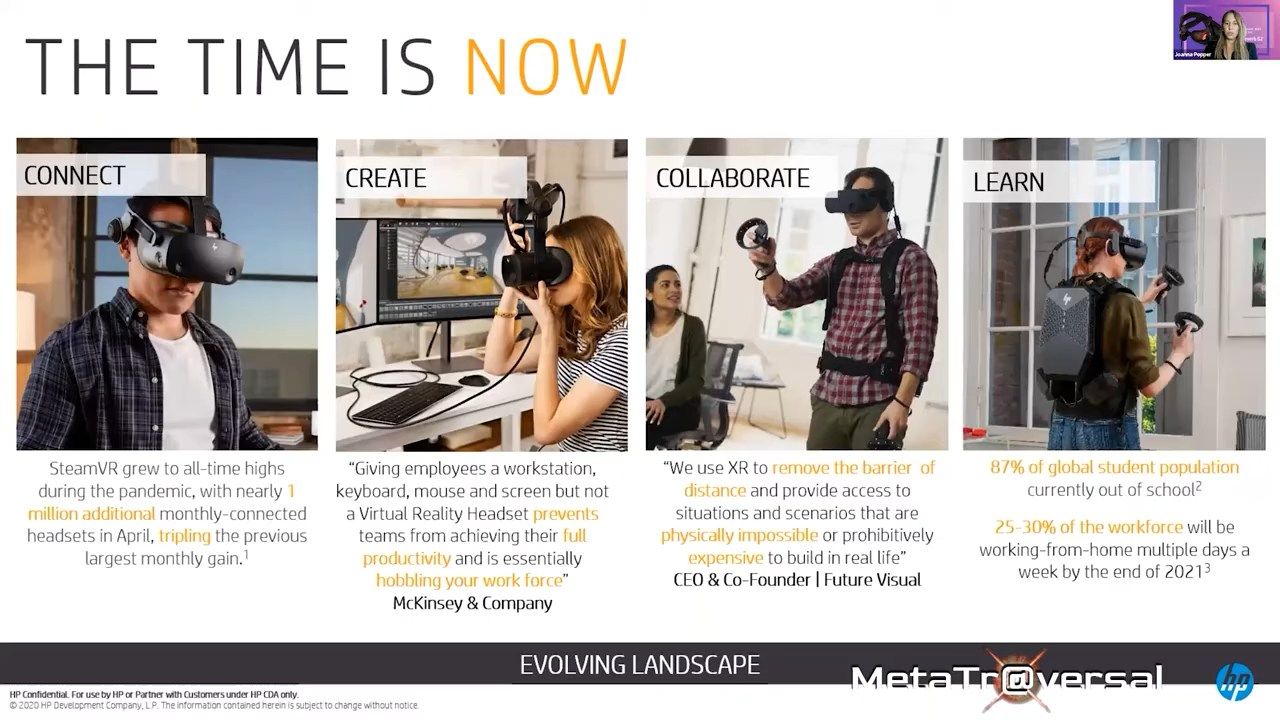 THE TIME IS NOW
Joanna Popper
CONNECT
SteamVR grew to all-time highs
during the pandemic, with nearly 1
million additional monthly-connected
headsets in April, tripling the previous
largest monthly gain.1
CREATE
“Giving employees a workstation,
keyboard, mouse and screen but not
a Virtual Reality Headset prevents
teams from achieving their full
productivity and is essentially
hobbling your work force”
McKinsey & Company
COLLABORATE
“We use XR to remove the barrier of
distance and provide access to
situations and scenarios that are
physically impossible or prohibitively
expensive to build in real life”
CEO & Co-Founder | Future Visual
LEARN
87% of global student population
currently out of school2
25-30% of the workforce will be
working-from-home multiple days a
week by the end of 20213
EVOLVING LANDSCAPE
MetaTr@versal
hp
HP Confidential. For use by HP or Partner with Customers under HP CDA only.
© 2020 HP Development Company, L.P. The information contained herein is subject to change without notice.